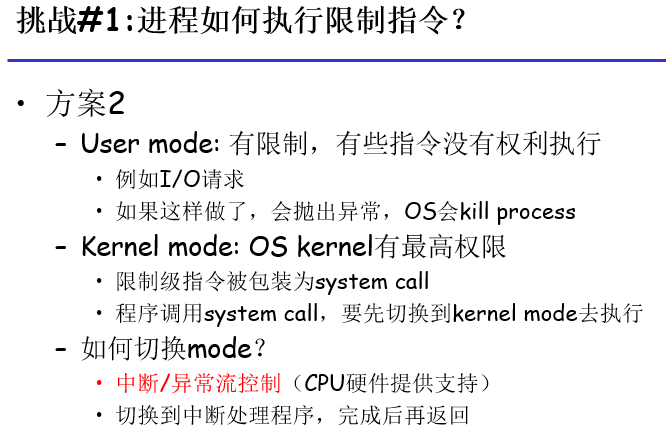 挑战#1:进程如何执行限制指令?
• 方案2
– User mode: 有限制，有些指令没有权利执行
• 例如I/O请求
• 如果这样做了，会抛出异常，OS会kill process
– Kernel mode: OS kernel有最高权限
• 限制级指令被包装为system call
• 程序调用system call，要先切换到kernel mode去执行
– 如何切换mode？
• 中断/异常流控制（CPU硬件提供支持）
• 切换到中断处理程序，完成后再返回